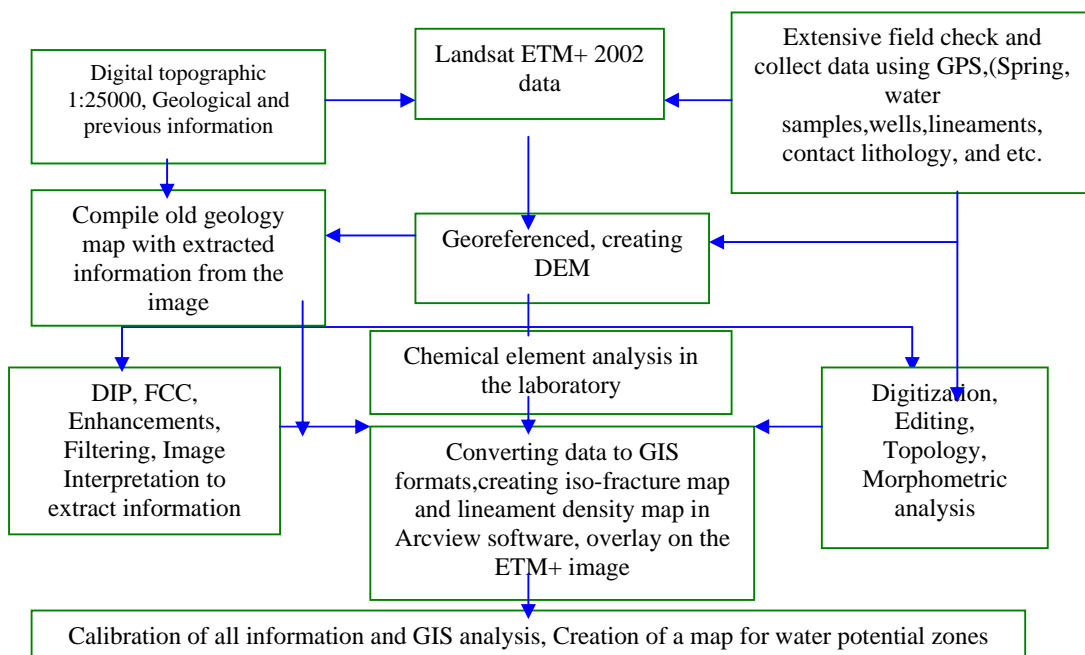 Digital topographic
1:25000, Geological and
previous information
Landsat ETM+ 2002
data
Extensive field check and
collect data using GPS,(Spring,
water
samples,wells,lineaments,
contact lithology, and etc.
Compile old geology
map with extracted
information from the
image
Georeferenced, creating
DEM
Chemical element analysis in
the laboratory
DIP, FCC,
Enhancements,
Filtering, Image
Interpretation to
extract information
Converting data to GIS
formats,creating iso-fracture map
and lineament density map in
Arcview software, overlay on the
ETM+ image
Digitization,
Editing,
Topology,
Morphometric
analysis
Calibration of all information and GIS analysis, Creation of a map for water potential zones